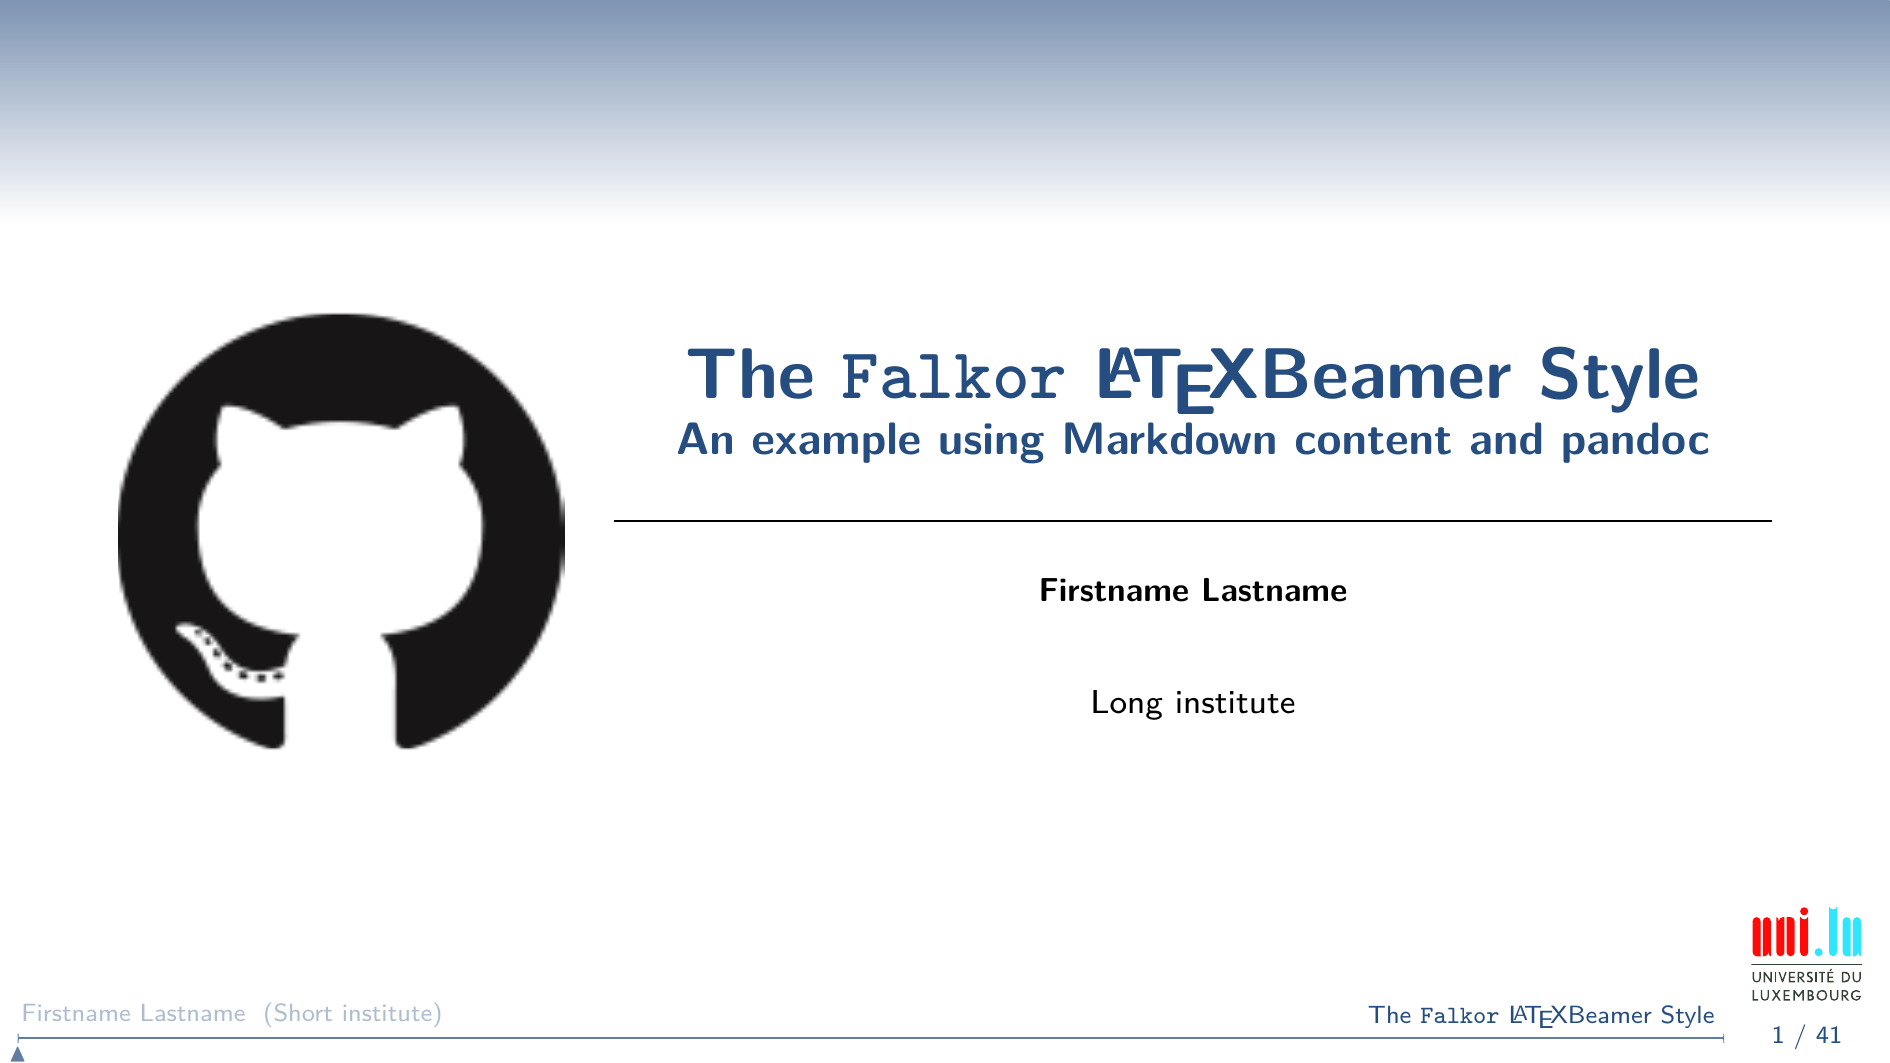 The Falkor LATEXBeamer Style
An example using Markdown content and pandoc
Firstname Lastname
Long institute
uni.lu
UNIVERSITÉ DU
LUXEMBOURG
Firstname Lastname (Short institute)
The Falkor LATEXBeamer Style
1 / 41